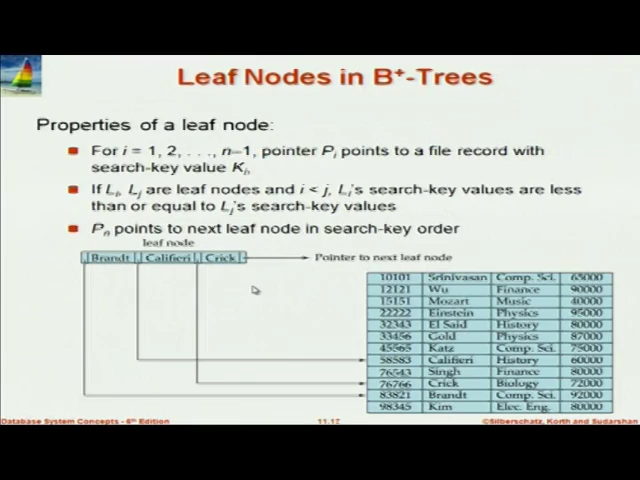 Leaf Nodes in B+-Trees
Properties of a leaf node:
For i = 1, 2, . . ., n–1, pointer Pi points to a file record with
search-key value Ki,
If Li, Lj are leaf nodes and i < j, Li's search-key values are less
than or equal to Lj's search-key values
Pn points to next leaf node in search-key order
leaf node
Brandt Califieri Crick
Pointer to next leaf node
10101 Srinivasan Comp. Sci. 65000
12121 Wu Finance 90000
15151 Mozart Music 40000
22222 Einstein Physics 95000
32343 El Said History 80000
33456 Gold Physics 87000
45565 Katz Comp. Sci. 75000
58583 Califieri History 60000
76543 Singh Finance 80000
76766 Crick Biology 72000
83821 Brandt Comp. Sci. 92000
98345 Kim Elec. Eng. 80000
Database System Concepts - 6th Edition
11.17
©Silberschatz, Korth and Sudarshan